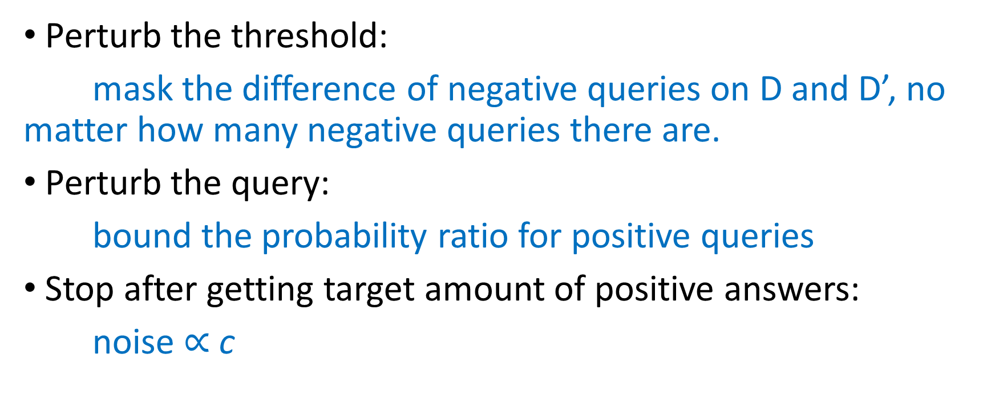 • Perturb the threshold:
mask the difference of negative queries on D and D’, no
matter how many negative queries there are.
• Perturb the query:
bound the probability ratio for positive queries
• Stop after getting target amount of positive answers:
noise ∝ c